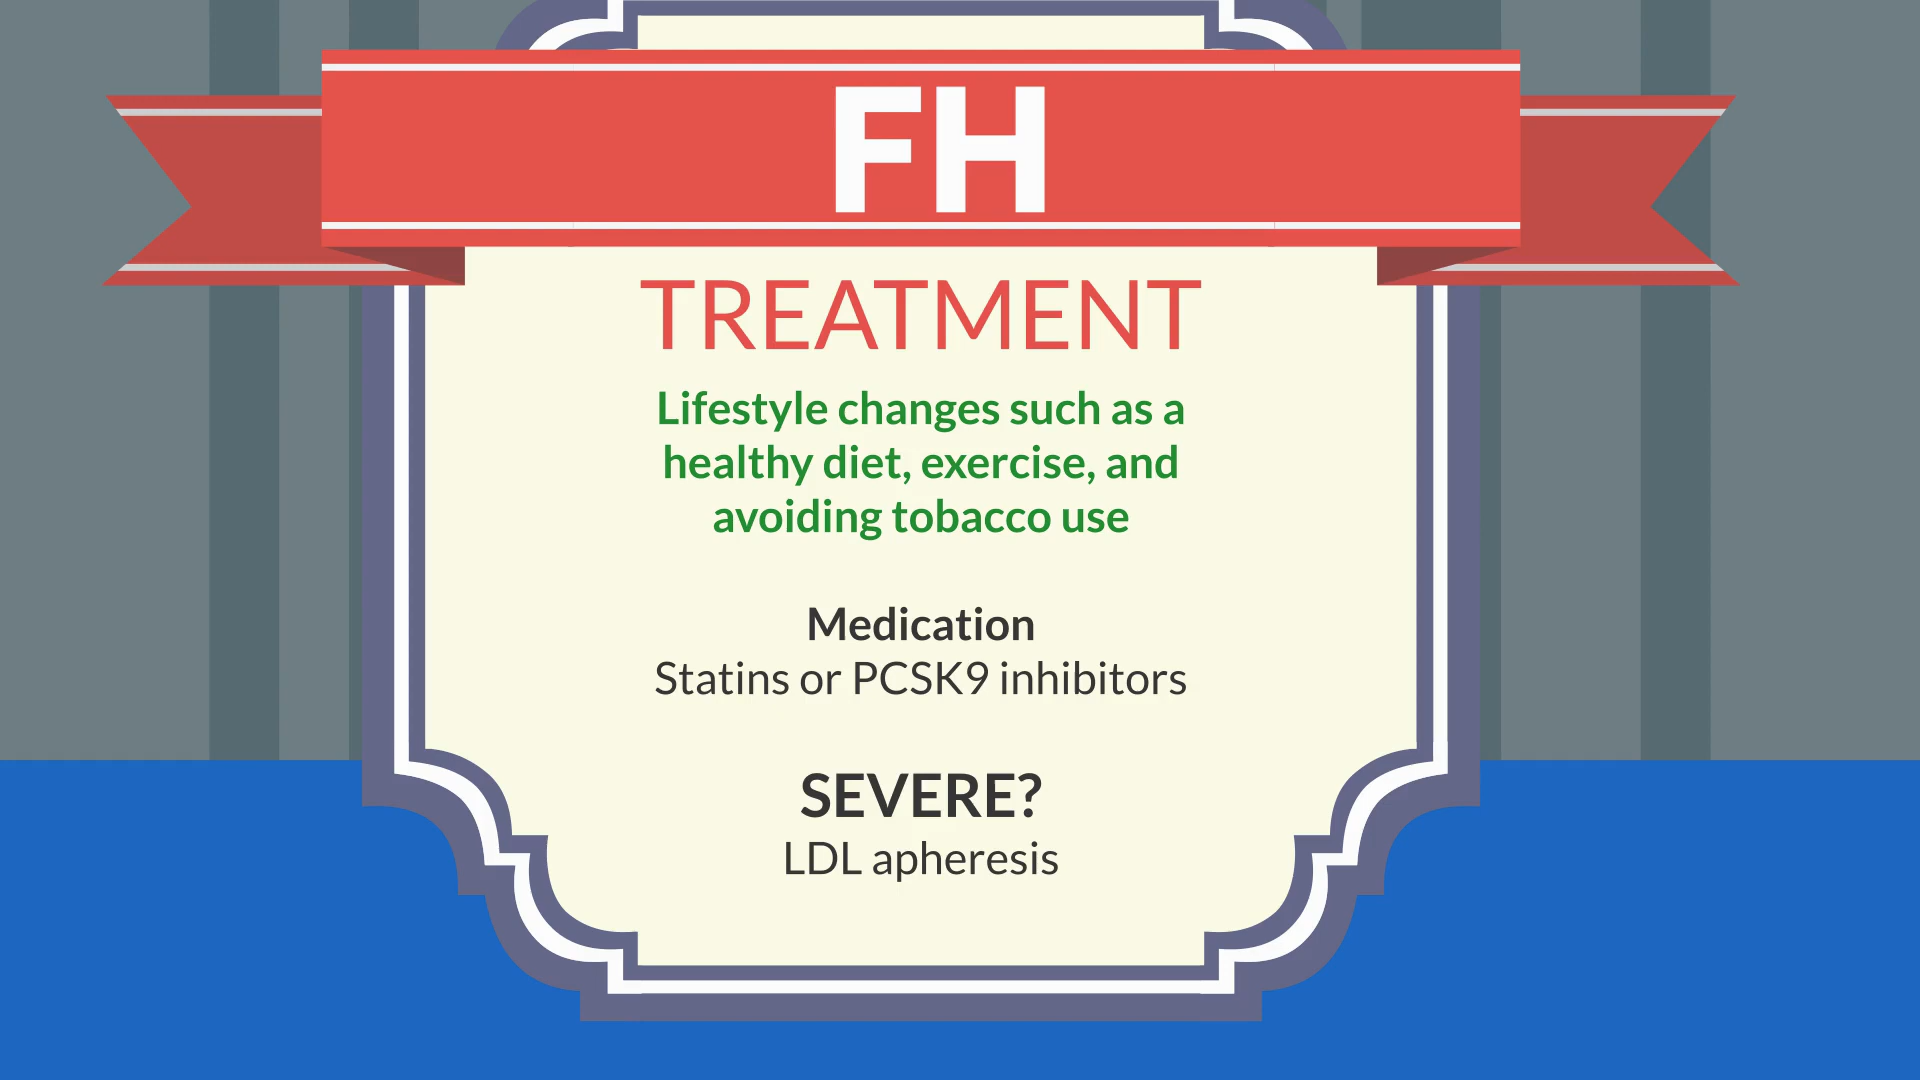 FH
TREATMENT
Lifestyle changes such as a
healthy diet, exercise, and
avoiding tobacco use
Medication
Statins or PCSK9 inhibitors
SEVERE?
LDL apheresis